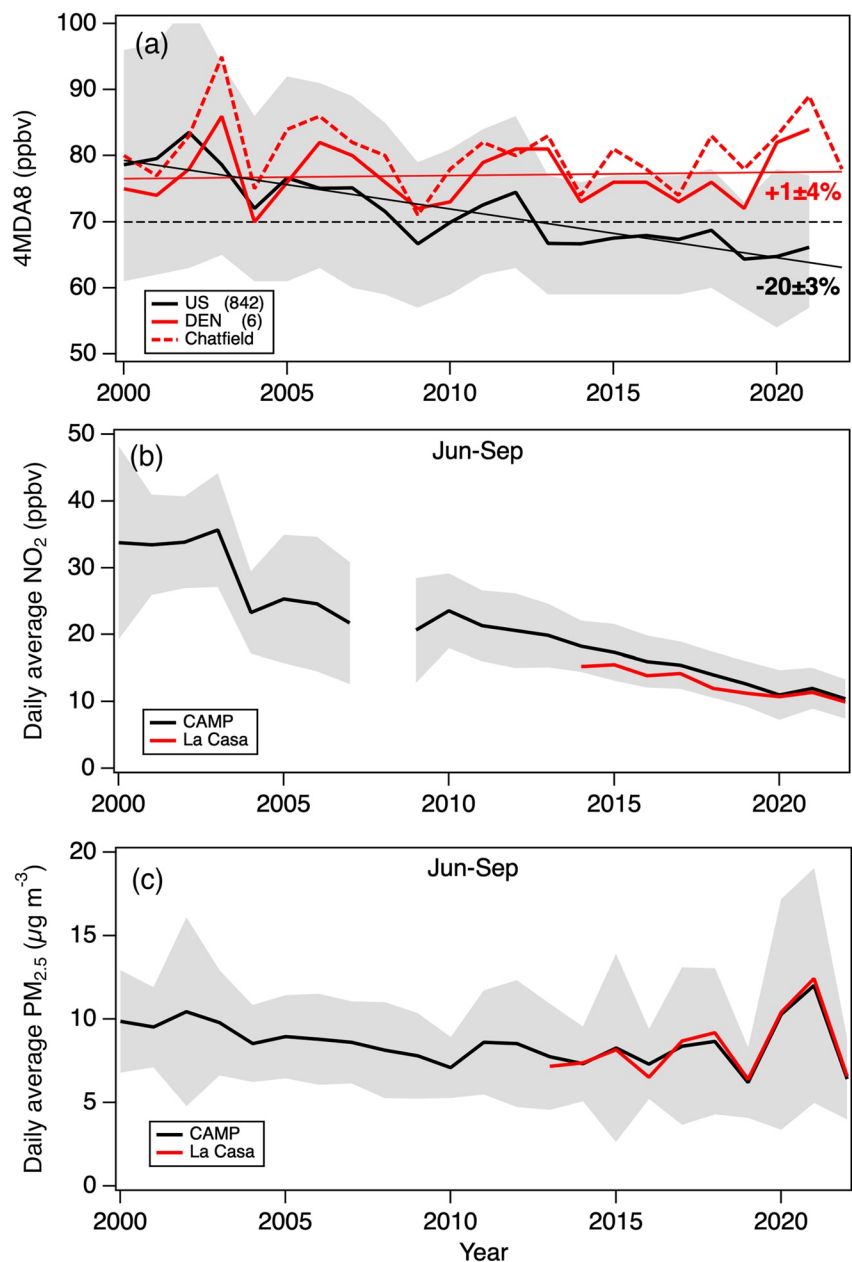 (a)
100
90
80
70
60
50
4MDA8 (ppbv)
+1±4%
-20±3%
US (842)
DEN (6)
Chatfield
2000 2005 2010 2015 2020
(b)
Jun-Sep
50
40
30
20
10
0
Daily average NO₂ (ppbv)
CAMP
La Casa
2000 2005 2010 2015 2020
(c)
Jun-Sep
20
15
10
5
0
Daily average PM₂.₅ (µg m⁻³)
CAMP
La Casa
2000 2005 2010 2015 2020
Year